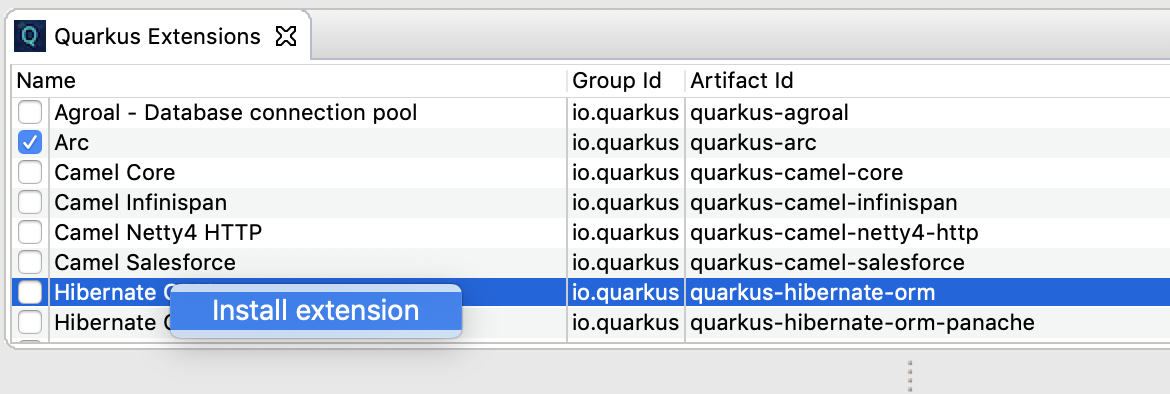 Quarkus Extensions
Name Group Id Artifact Id
Agroal - Database connection pool io.quarkus quarkus-agroal
Arc io.quarkus quarkus-arc
Camel Core io.quarkus quarkus-camel-core
Camel Infinispan io.quarkus quarkus-camel-infinispan
Camel Netty4 HTTP io.quarkus quarkus-camel-netty4-http
Camel Salesforce io.quarkus quarkus-camel-salesforce
Hibernate io.quarkus quarkus-hibernate-orm
Install extension
Hibernate io.quarkus quarkus-hibernate-orm-panache